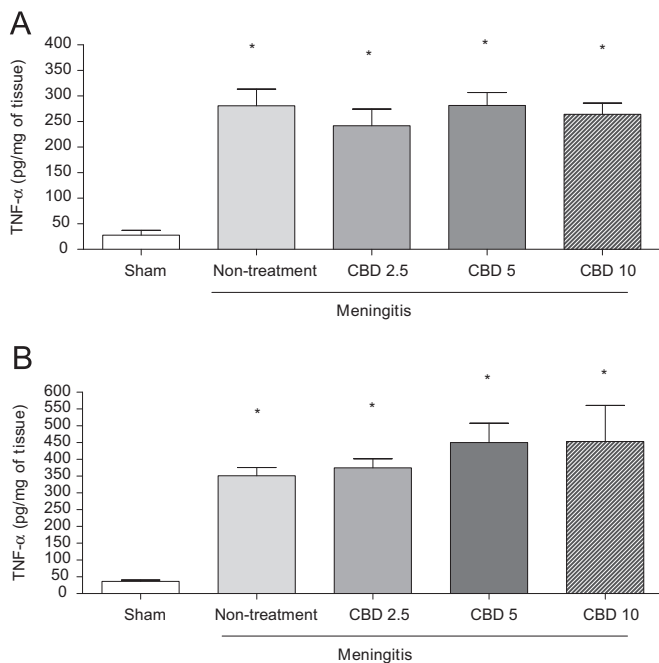 A
TNF-α (pg/mg of tissue)
400
350
300
250
200
150
100
50
0
* * * *
Sham Non-treatment CBD 2.5 CBD 5 CBD 10
Meningitis
B
TNF-α (pg/mg of tissue)
600
550
500
450
400
350
300
250
200
150
100
50
0
* * * *
Sham Non-treatment CBD 2.5 CBD 5 CBD 10
Meningitis